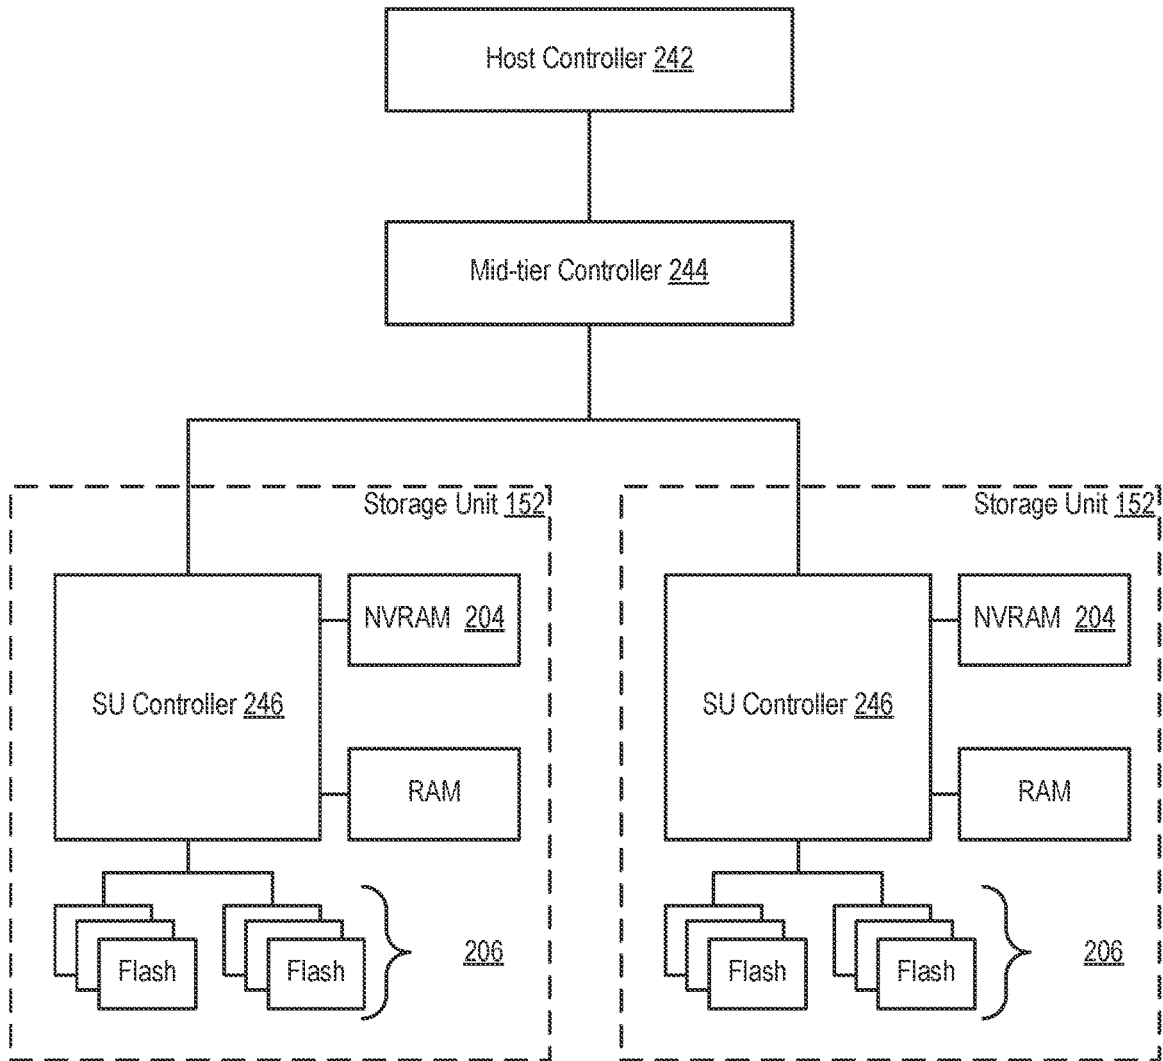 Host Controller 242
Mid-tier Controller 244
Storage Unit 152
SU Controller 246
NVRAM 204
RAM
Flash
Flash
206
Storage Unit 152
SU Controller 246
NVRAM 204
RAM
Flash
Flash
206